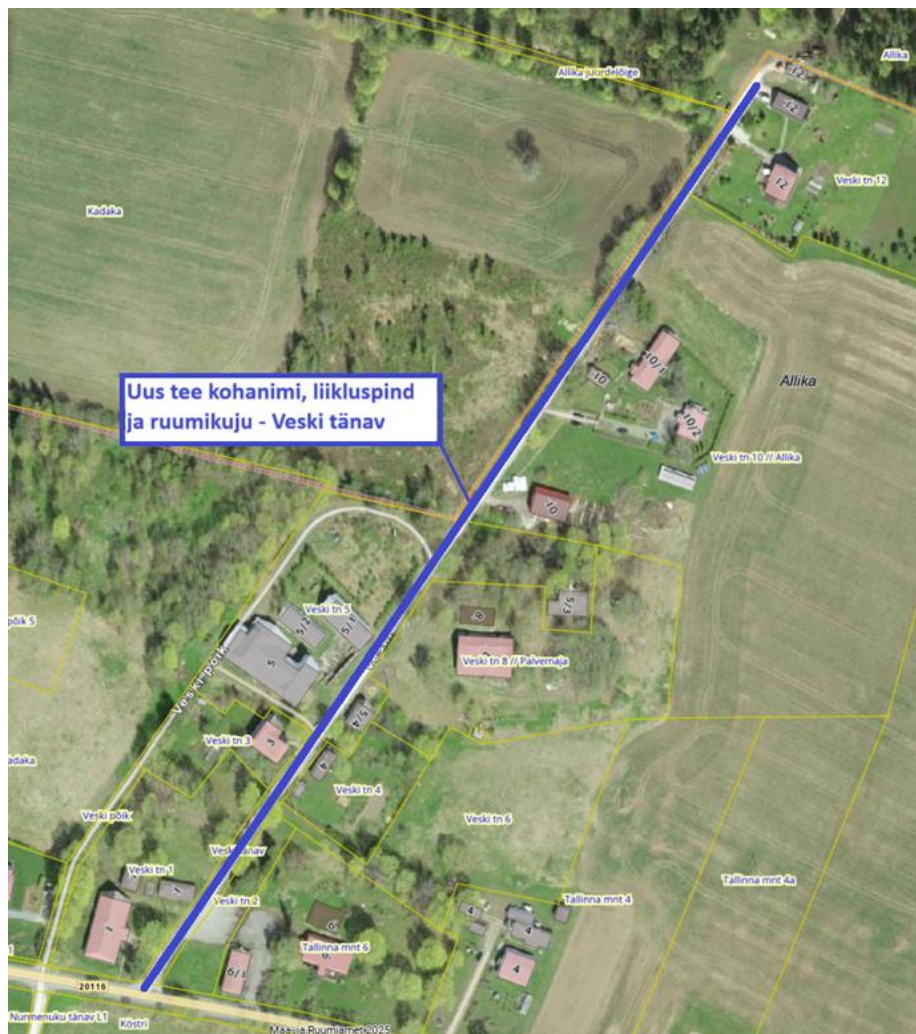 Allika juurdelõige
Allika
12
12
12
Veski tn 12
Kadaka
10/1
10
10/2
Allika
Uus tee kohanimi, liikluspind
ja ruumikuju - Veski tänav
Veski tn 10 // Allika
10
5/3
Veski tn 5
5/2
5/1
8
põik 5
5
Veski tn 8 // Palvemaja
Veski põik
5/4
Veski tn 3
3
4
adaka
Veski tn 4
Veski tn 6
Veski põik
Veski tänav
Veski tn 1
1
Veski tn 2
Tallinna mnt 4a
Tallinna mnt 4
4
4
4
6
Tallinna mnt 6
6
1
6/1
1
20116
Nurmenuku tänav L1
Köstri
Maa-ja Ruumiamet 2025